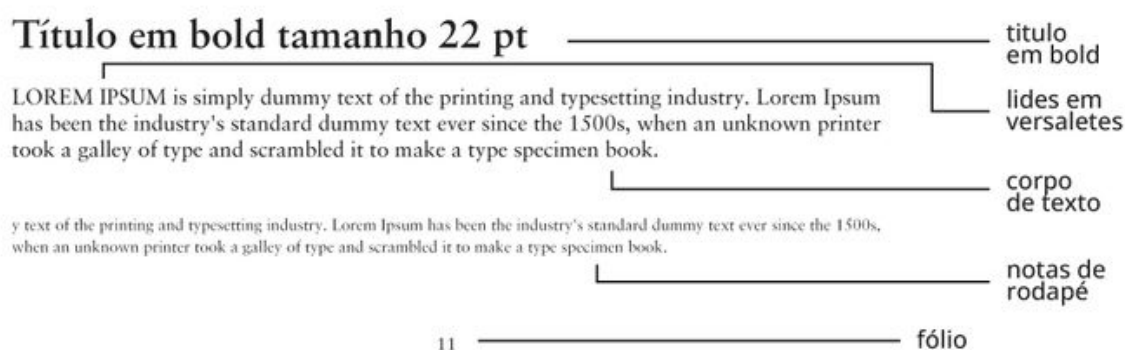 Título em bold tamanho 22 pt
titulo
em bold
LOREM IPSUM is simply dummy text of the printing and typesetting industry. Lorem Ipsum
has been the industry's standard dummy text ever since the 1500s, when an unknown printer
took a galley of type and scrambled it to make a type specimen book.
lides em
versaletes
corpo
de texto
y text of the printing and typesetting industry. Lorem Ipsum has been the industry's standard dummy text ever since the 1500s,
when an unknown printer took a galley of type and scrambled it to make a type specimen book.
notas de
rodapé
11
fólio